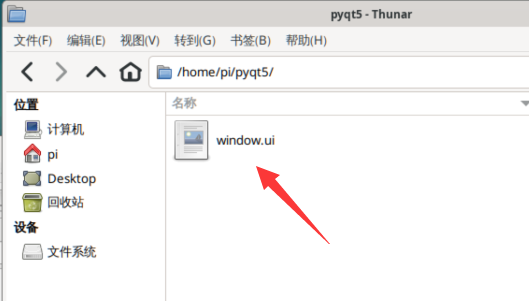 pyqt5 - Thunar
文件(F) 编辑(E) 视图(V) 转到(G) 书签(B) 帮助(H)
/home/pi/pyqt5/
位置
计算机
pi
Desktop
回收站
设备
文件系统
名称
window.ui